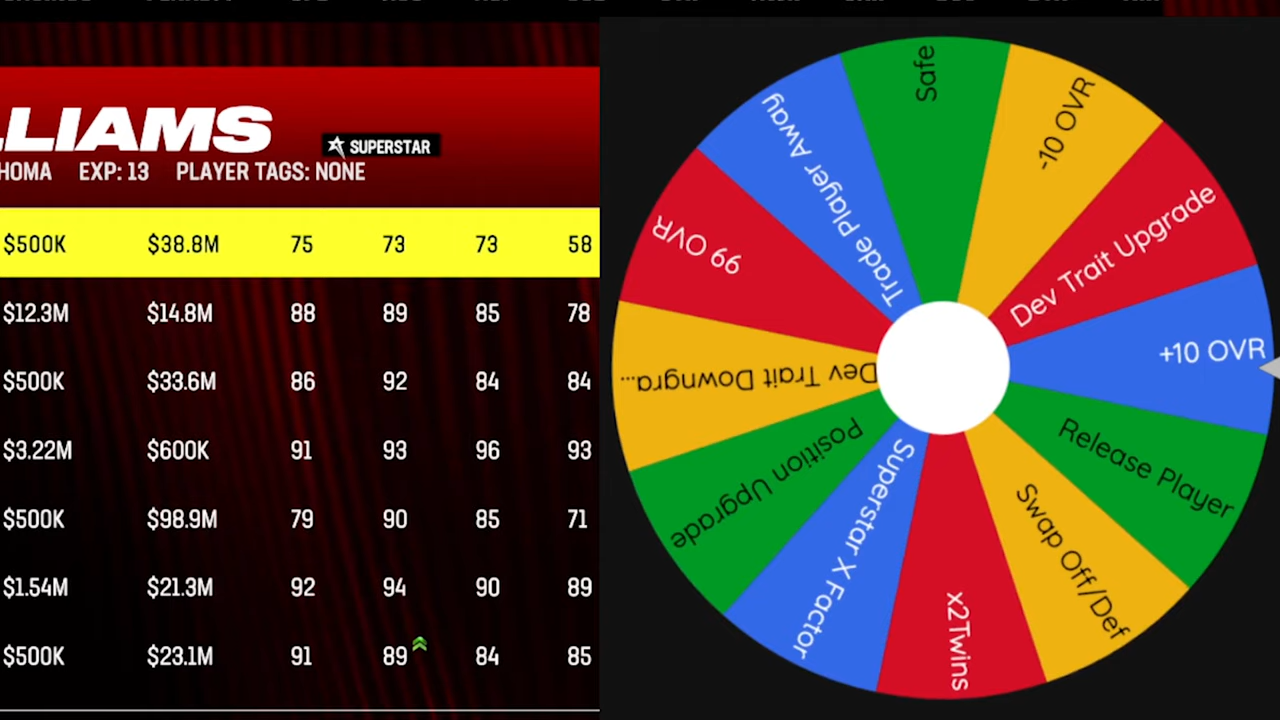 LLIAMS
SUPERSTAR
HOMA EXP: 13 PLAYER TAGS: NONE
$500K $38.8M 75 73 73 58
$12.3M $14.8M 88 89 85 78
$500K $33.6M 86 92 84 84
$3.22M $600K 91 93 96 93
$500K $98.9M 79 90 85 71
$1.54M $21.3M 92 94 90 89
$500K $23.1M 91 89 84 85
Safe
-10 OVR
Dev Trait Upgrade
+10 OVR
Release Player
Swap Off/Def
x2Twins
Superstar X Factor
Position Upgrade
Dev Trait Downgra...
99 OVR
Trade Player Away